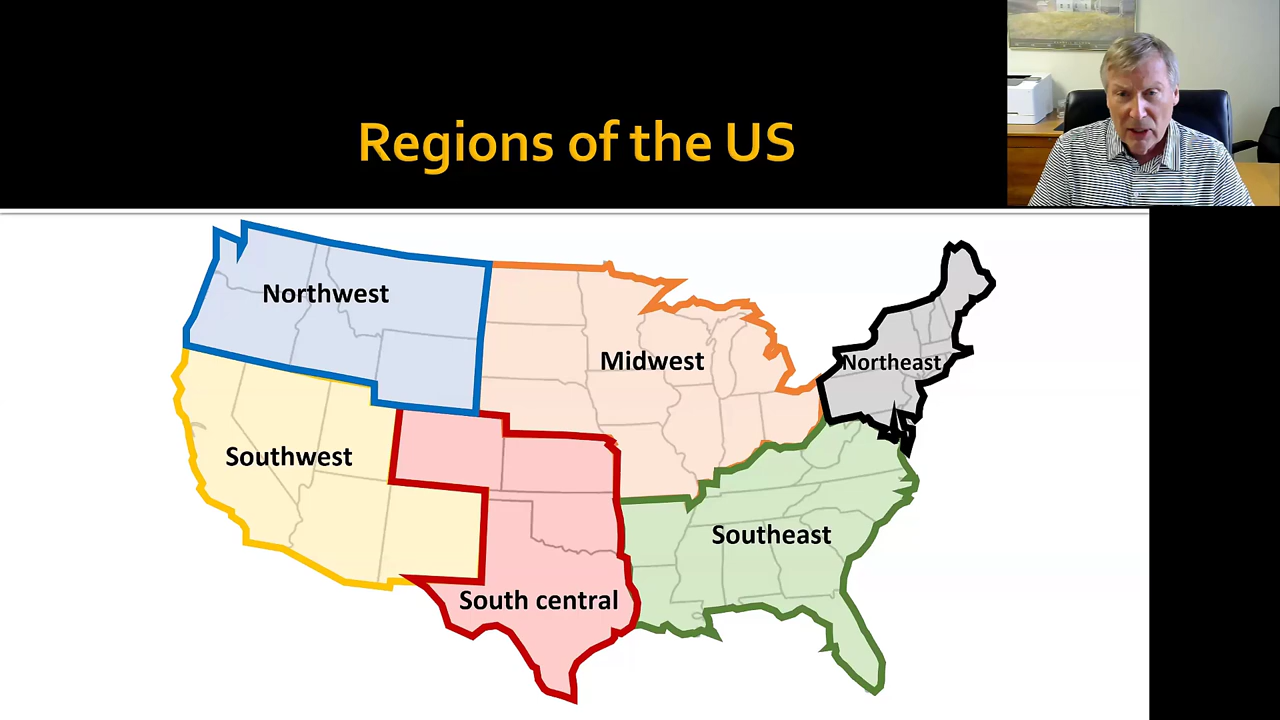 Regions of the US
Northwest
Midwest
Northeast
Southwest
Southeast
South central